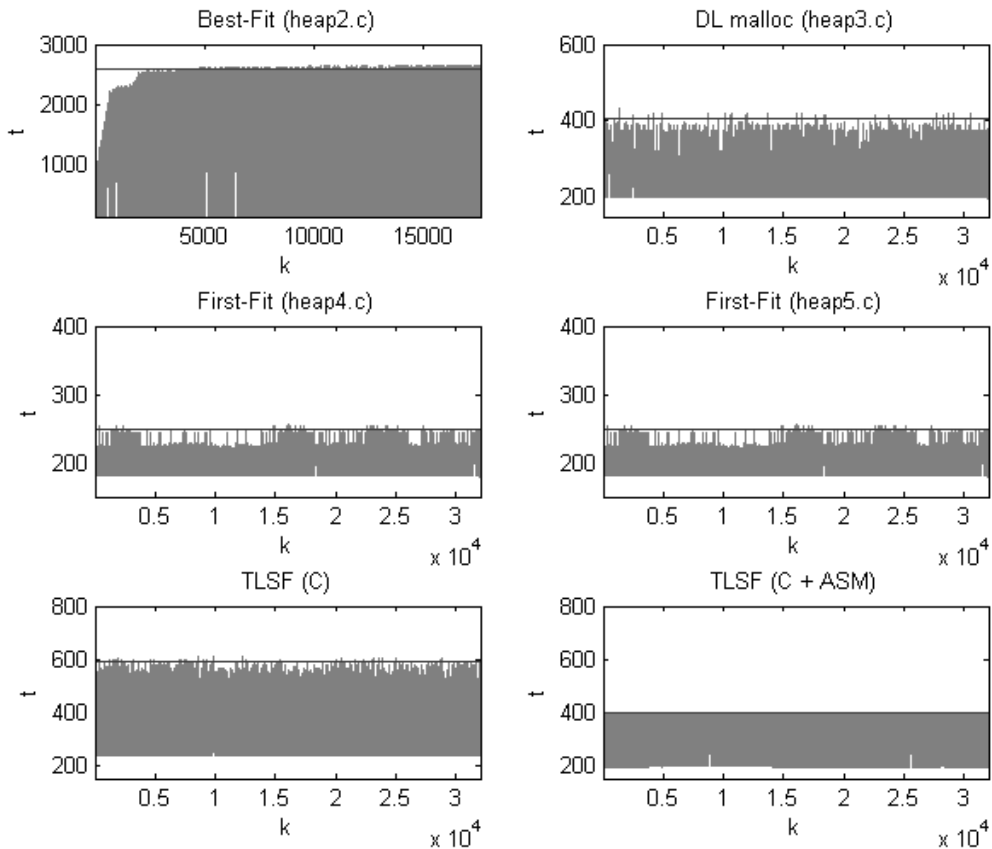 Best-Fit (heap2.c)
DL malloc (heap3.c)
3000
2000
1000
t
5000
10000
15000
k
600
400
200
t
0.5
1
1.5
2
2.5
3
k
x 10^4
First-Fit (heap4.c)
First-Fit (heap5.c)
400
300
200
t
0.5
1
1.5
2
2.5
3
k
x 10^4
400
300
200
t
0.5
1
1.5
2
2.5
3
k
x 10^4
TLSF (C)
TLSF (C + ASM)
800
600
400
200
t
0.5
1
1.5
2
2.5
3
k
x 10^4
800
600
400
200
t
0.5
1
1.5
2
2.5
3
k
x 10^4